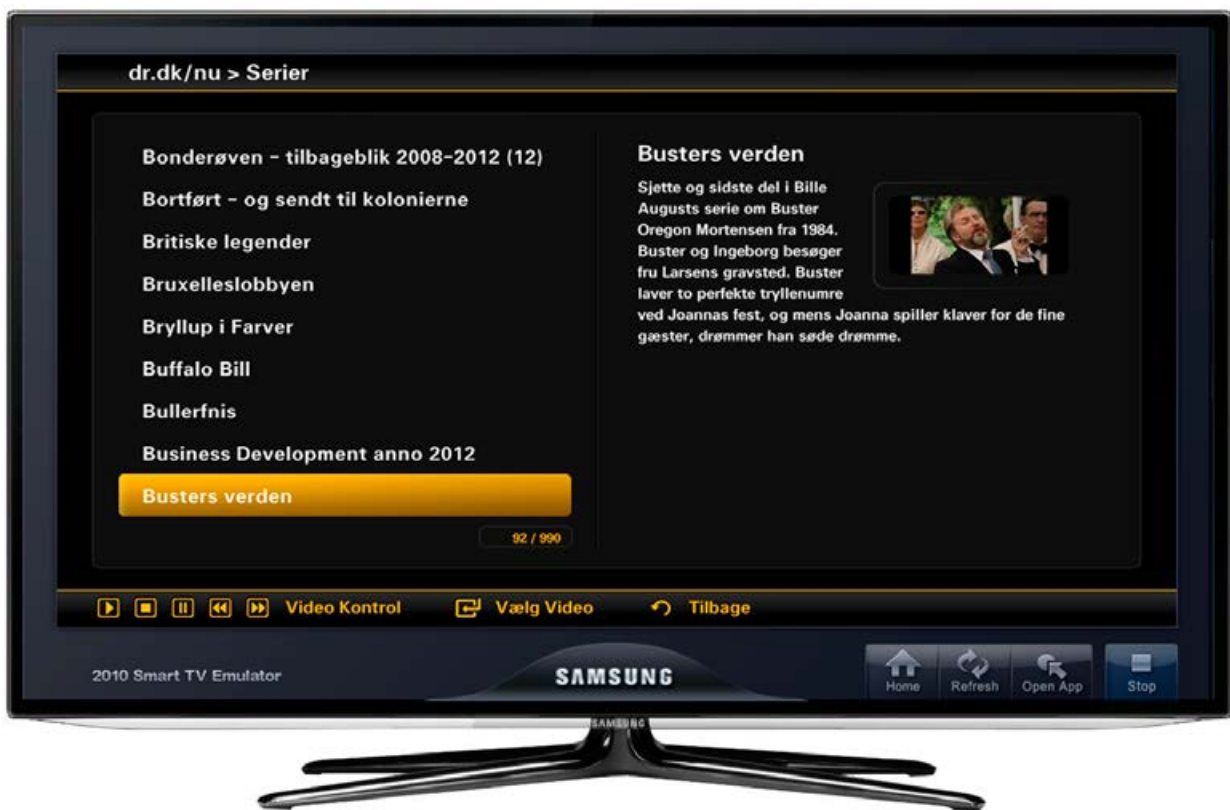 dr.dk/nu > Serier
Bonderøven - tilbageblik 2008-2012 (12)
Bortført - og sendt til kolonierne
Britiske legender
Bruxelleslobbyen
Bryllup i Farver
Buffalo Bill
Bullerfnis
Business Development anno 2012
Busters verden
92 / 990
Busters verden
Sjette og sidste del i Bille
Augusts serie om Buster
Oregon Mortensen fra 1984.
Buster og Ingeborg besøger
fru Larsens gravsted. Buster
laver to perfekte tryllenumre
ved Joannas fest, og mens Joanna spiller klaver for de fine
gæster, drømmer han søde drømme.
Video Kontrol Vælg Video Tilbage
2010 Smart TV Emulator
SAMSUNG
Home Refresh Open App Stop
SAMSUNG